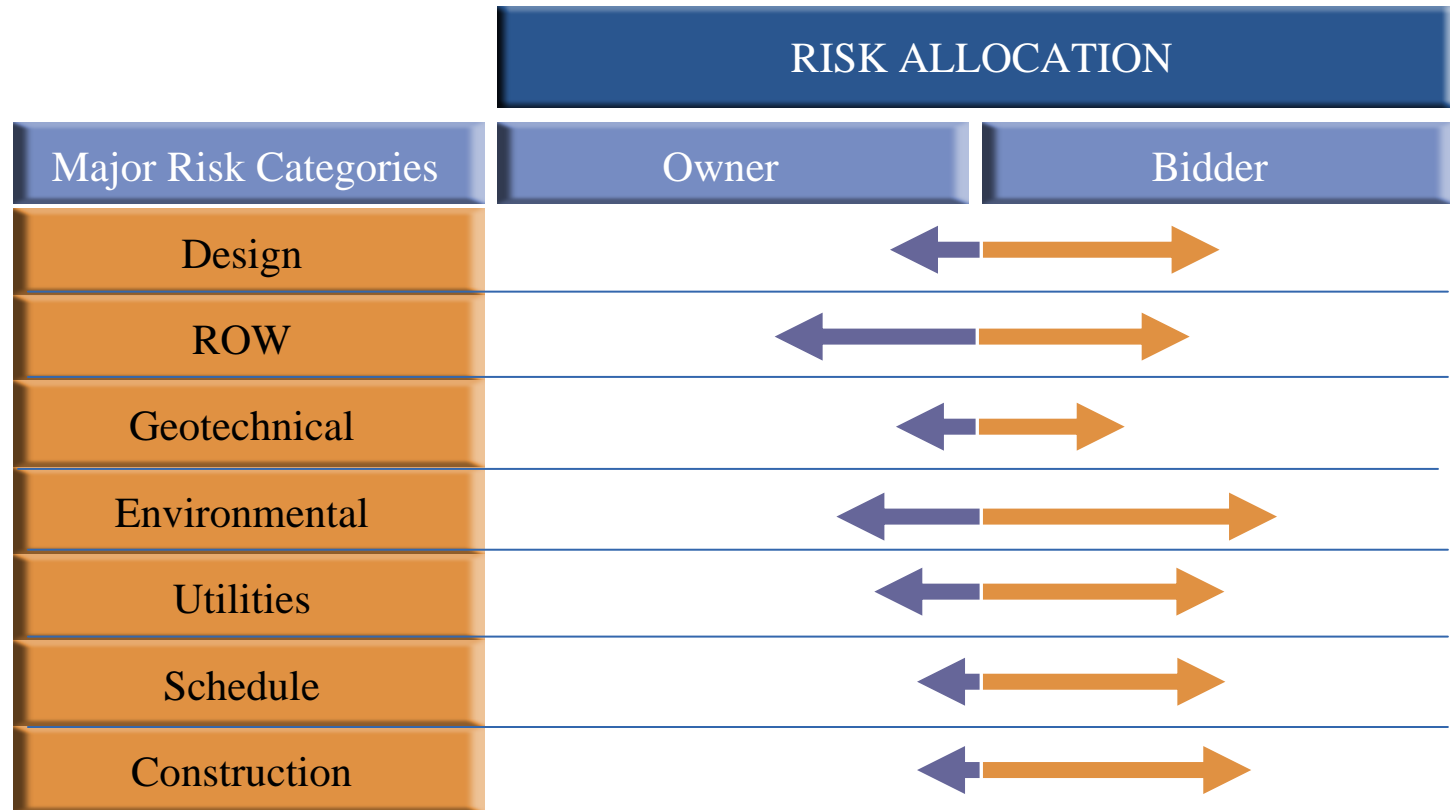 RISK ALLOCATION
Major Risk Categories
Owner
Bidder
Design
ROW
Geotechnical
Environmental
Utilities
Schedule
Construction